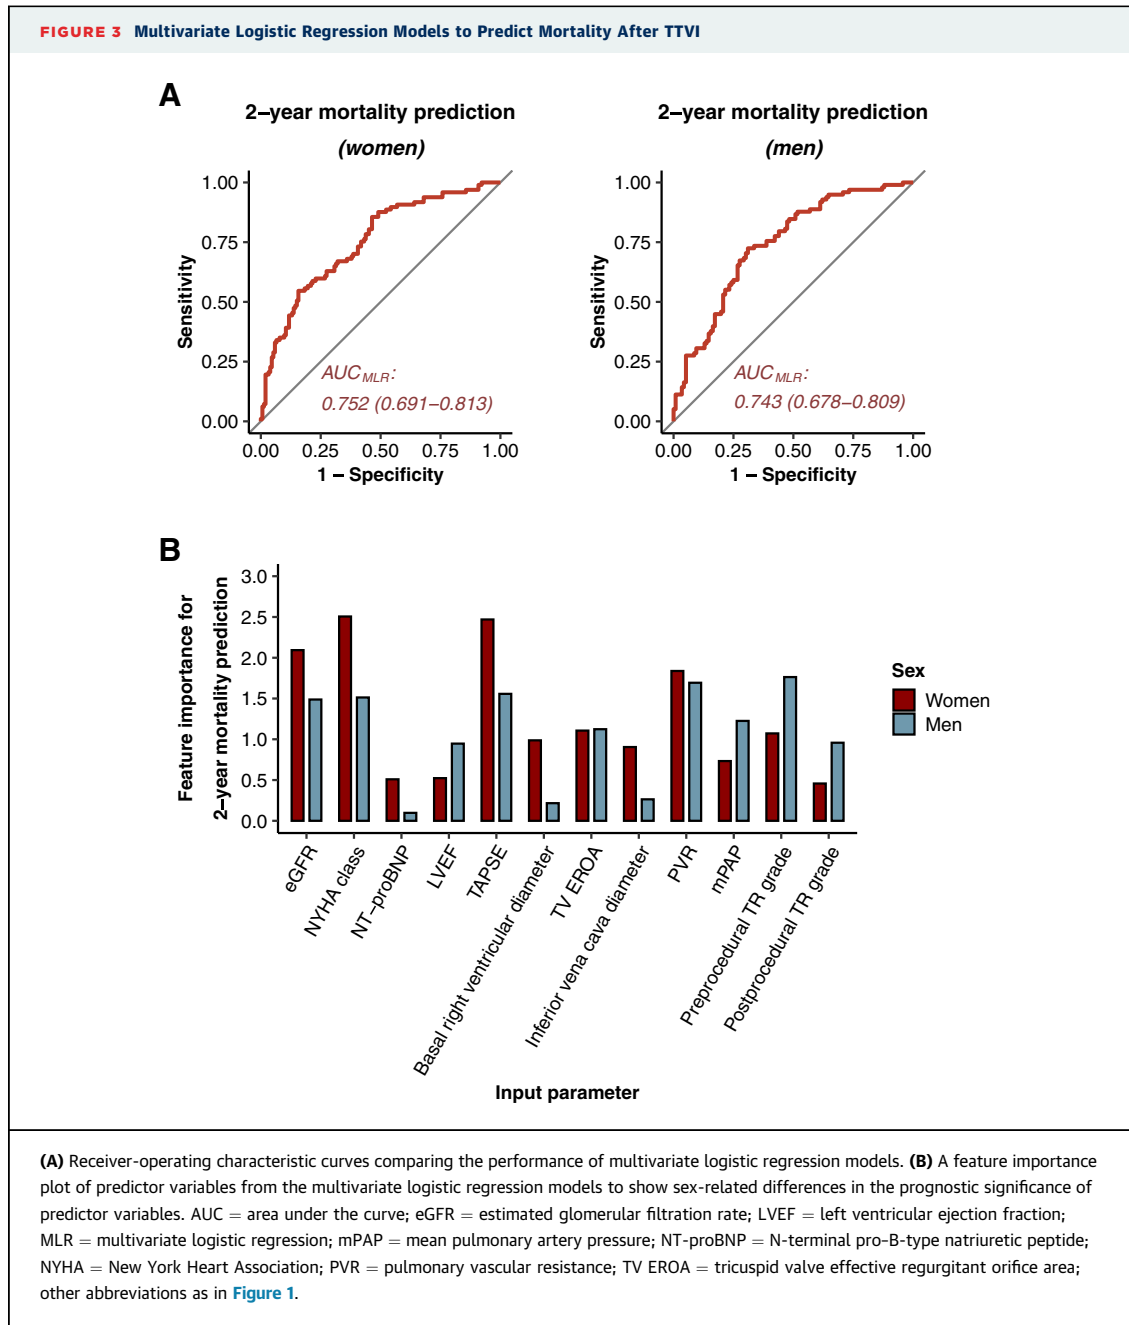 FIGURE 3 Multivariate Logistic Regression Models to Predict Mortality After TTVI
A
2–year mortality prediction
(women)
1.00
0.75
0.50
0.25
0.00
Sensitivity
AUC MLR:
0.752 (0.691–0.813)
0.00 0.25 0.50 0.75 1.00
1 – Specificity
2–year mortality prediction
(men)
1.00
0.75
0.50
0.25
0.00
Sensitivity
AUC MLR:
0.743 (0.678–0.809)
0.00 0.25 0.50 0.75 1.00
1 – Specificity
B
Feature importance for
2–year mortality prediction
3.0
2.5
2.0
1.5
1.0
0.5
0.0
eGFR
NYHA class
NT–proBNP
LVEF
TAPSE
Basal right ventricular diameter
TV EROA
Inferior vena cava diameter
PVR
mPAP
Preprocedural TR grade
Postprocedural TR grade
Input parameter
Sex
Women
Men
(A) Receiver-operating characteristic curves comparing the performance of multivariate logistic regression models. (B) A feature importance
plot of predictor variables from the multivariate logistic regression models to show sex-related differences in the prognostic significance of
predictor variables. AUC = area under the curve; eGFR = estimated glomerular filtration rate; LVEF = left ventricular ejection fraction;
MLR = multivariate logistic regression; mPAP = mean pulmonary artery pressure; NT-proBNP = N-terminal pro–B-type natriuretic peptide;
NYHA = New York Heart Association; PVR = pulmonary vascular resistance; TV EROA = tricuspid valve effective regurgitant orifice area;
other abbreviations as in Figure 1.